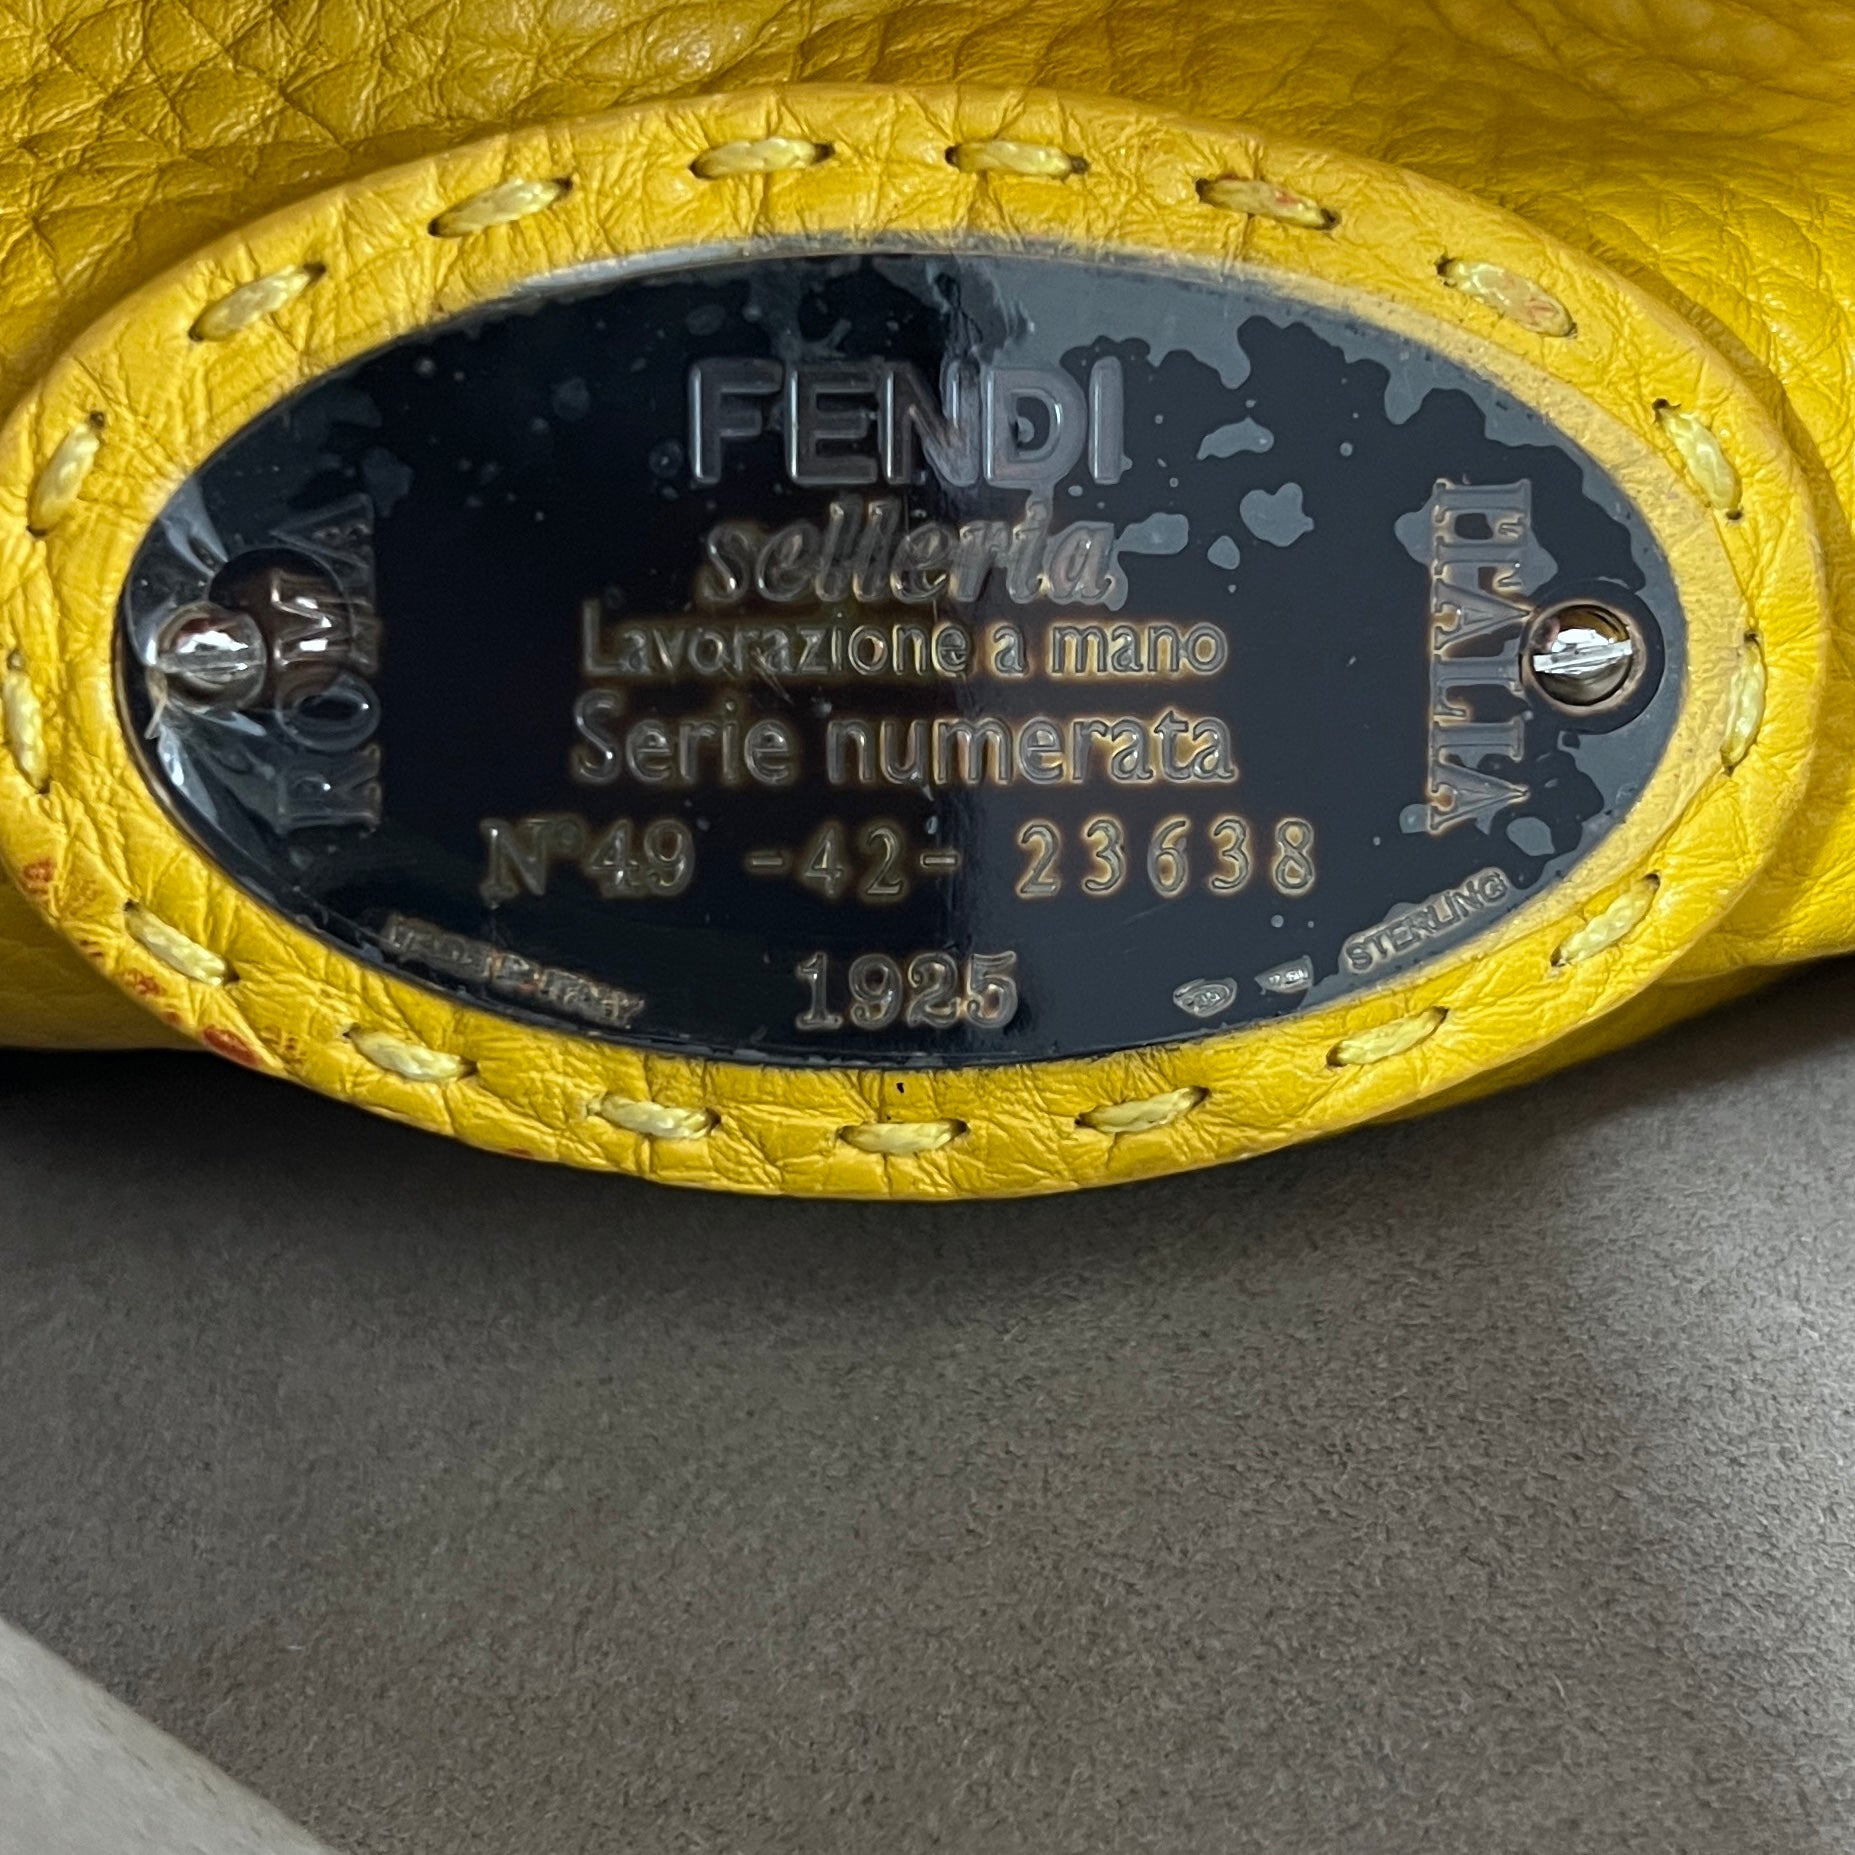 FENDI
selleria
Lavorazione a mano
Serie numerata
N°49 -42- 23638
1925
ROMA
ITALIA
STERLING